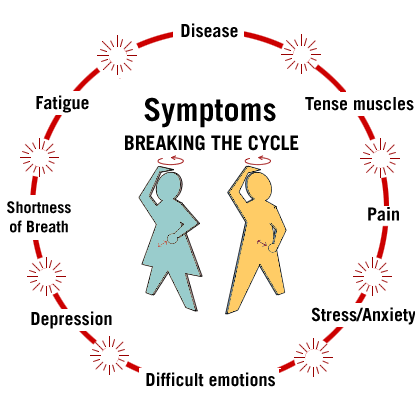 Disease
Fatigue
Tense muscles
Symptoms
BREAKING THE CYCLE
Shortness
of Breath
Pain
Depression
Stress/Anxiety
Difficult emotions